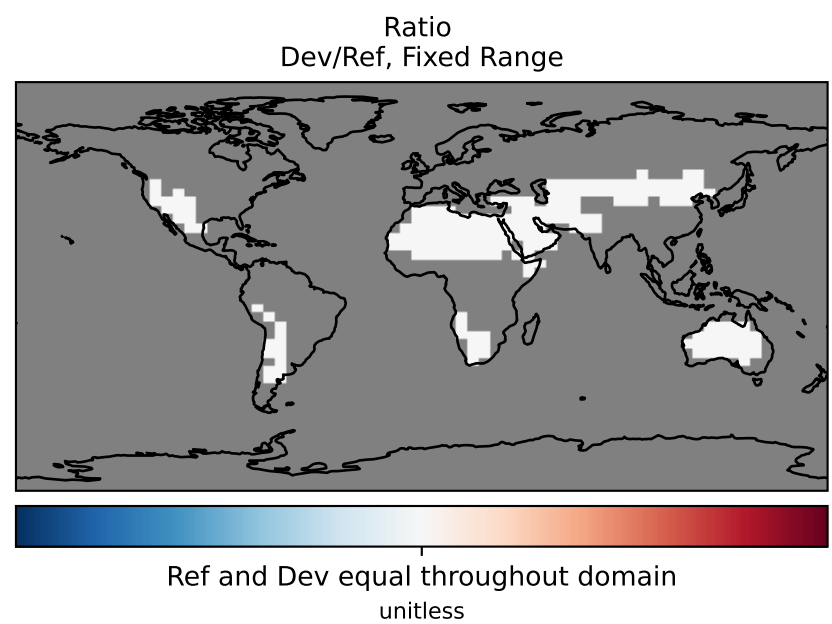 Ratio
Dev/Ref, Fixed Range
Ref and Dev equal throughout domain
unitless